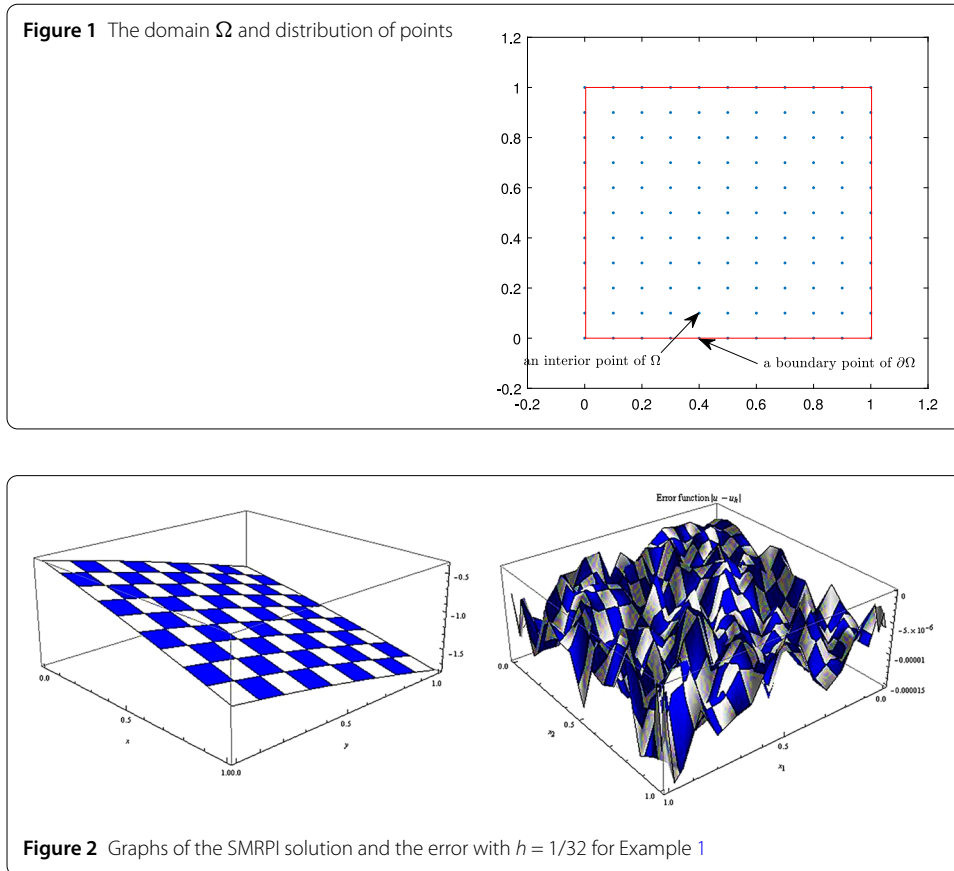 Figure 1 The domain Ω and distribution of points
1.2
1
0.8
0.6
0.4
0.2
0
-0.2
an interior point of Ω
a boundary point of ∂Ω
-0.2 0 0.2 0.4 0.6 0.8 1 1.2
Error function |u − u_h|
-0.5
-1.0
-1.5
0.0
0.5
x
1.00.0
0.5
y
1.0
0
-5.×10^-6
-0.00001
-0.000015
0.0
0.5
x_2
1.0
1.0
0.5
x_1
0.0
Figure 2 Graphs of the SMRPI solution and the error with h = 1/32 for Example 1